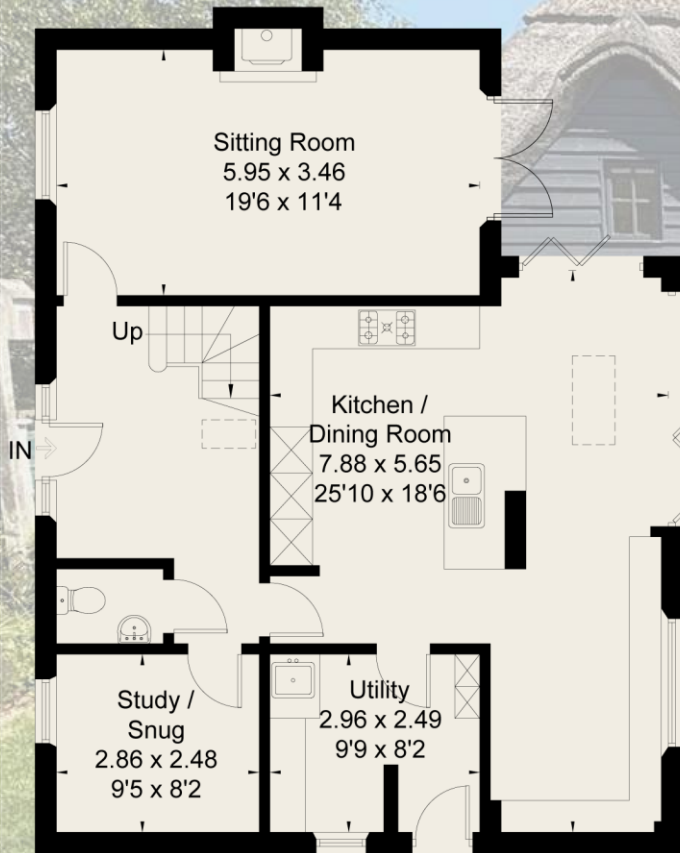 Sitting Room
5.95 x 3.46
19'6 x 11'4
Up
IN
Kitchen /
Dining Room
7.88 x 5.65
25'10 x 18'6
Study /
Snug
2.86 x 2.48
9'5 x 8'2
Utility
2.96 x 2.49
9'9 x 8'2